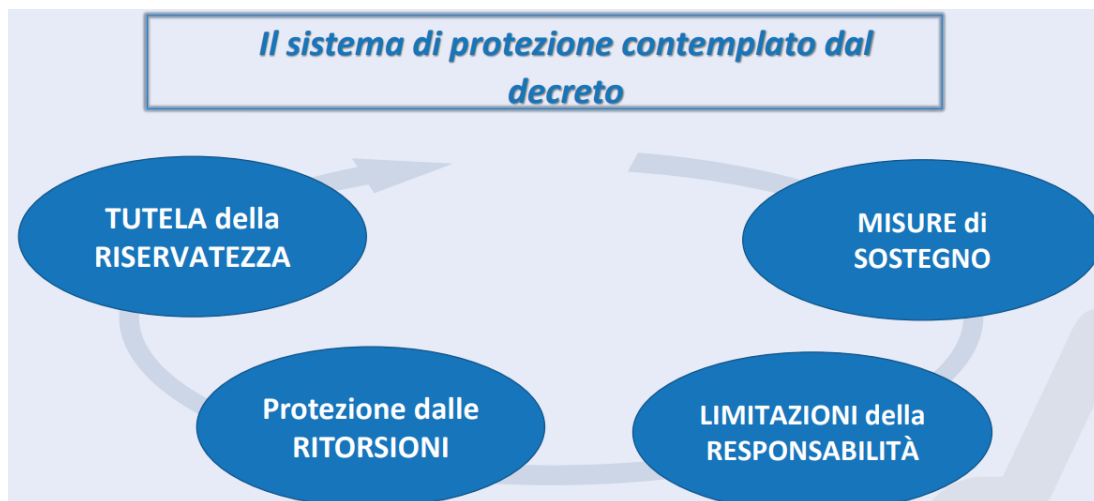 Il sistema di protezione contemplato dal
decreto
TUTELA della
RISERVATEZZA
MISURE di
SOSTEGNO
Protezione dalle
RITORSIONI
LIMITAZIONI della
RESPONSABILITÀ